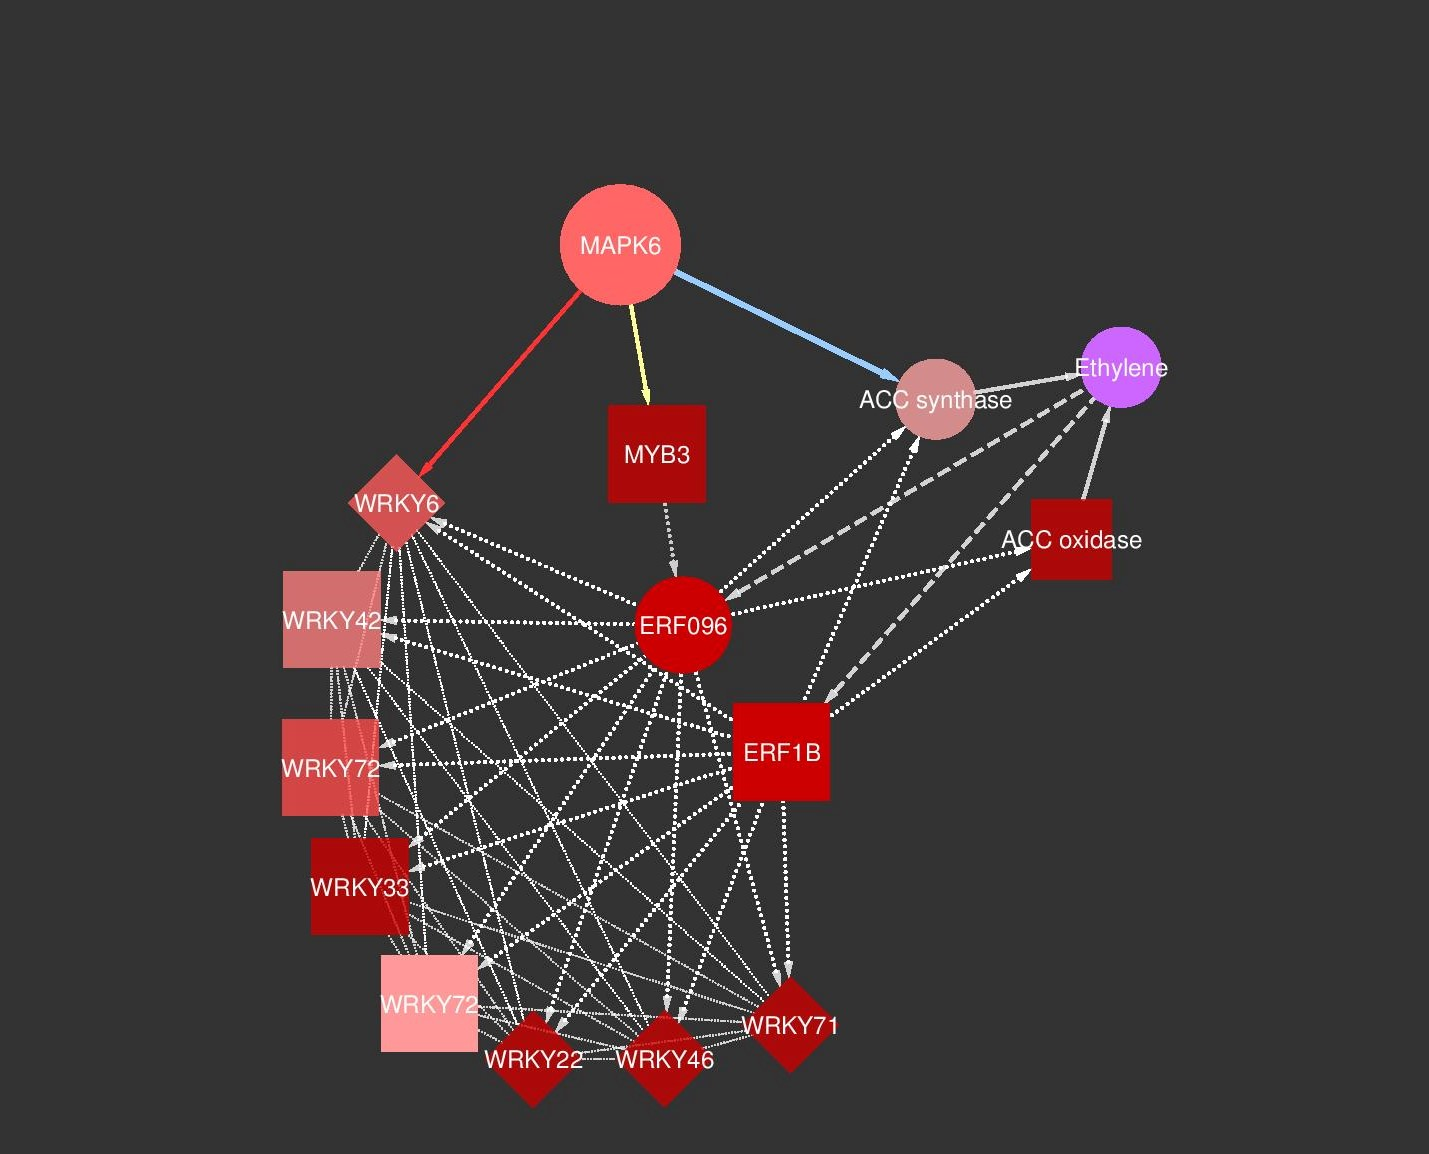 MAPK6
Ethylene
ACC synthase
MYB3
WRKY6
ACC oxidase
WRKY42
ERF096
ERF1B
WRKY72
WRKY33
WRKY72
WRKY71
WRKY22
WRKY46